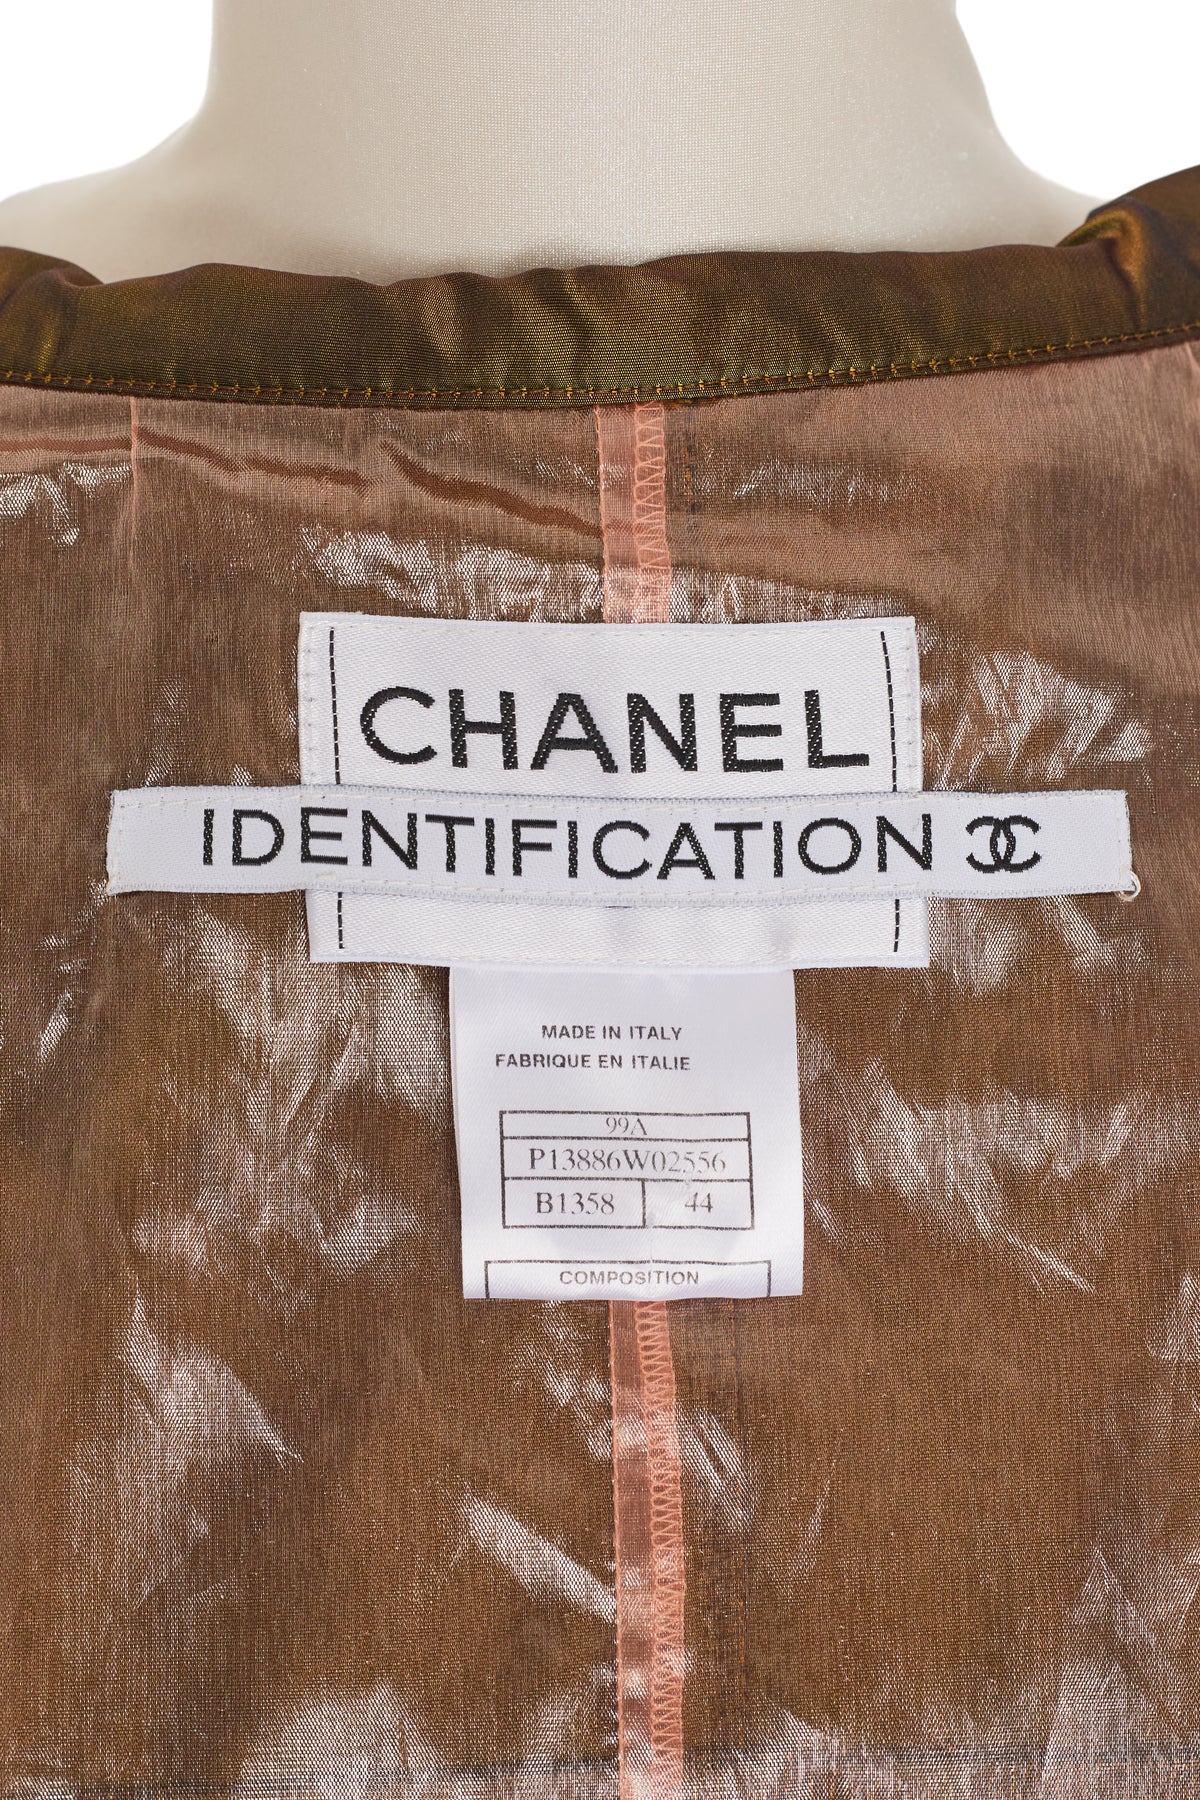 CHANEL
IDENTIFICATION
MADE IN ITALY
FABRIQUE EN ITALIE
99A
P13886W02556
B1358 44
COMPOSITION